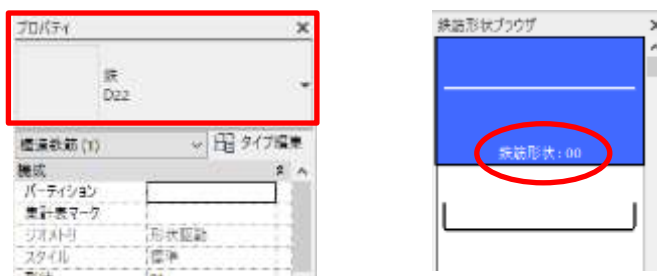 プロパティ
鉄
D22
構造鉄筋 (1)
タイプ編集
構成
パーティション
集計表マーク
ジオメトリ
形状駆動
スタイル
標準
鉄筋形状ブラウザ
鉄筋形状 : 00